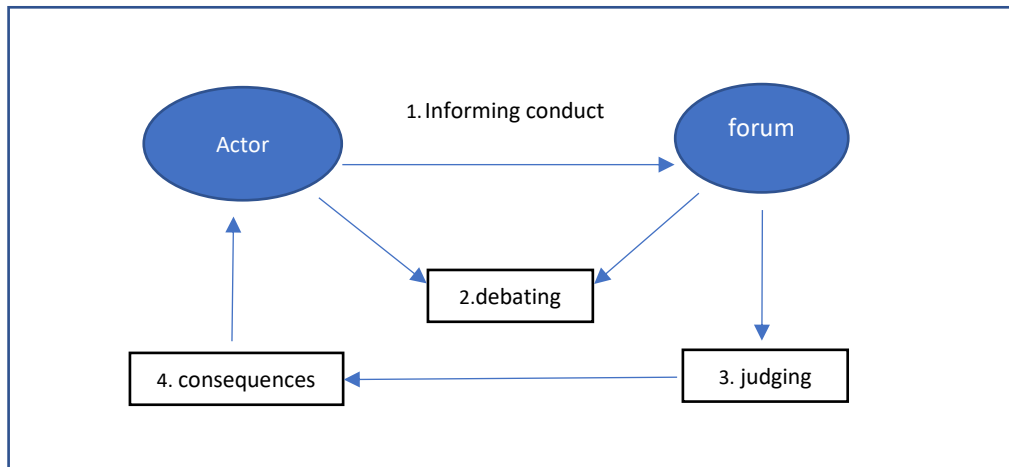 1. Informing conduct
Actor
forum
2.debating
4. consequences
3. judging